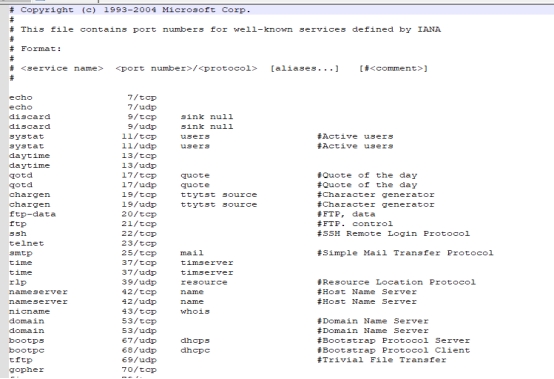 # Copyright (c) 1993-2004 Microsoft Corp.
#
# This file contains port numbers for well-known services defined by IANA
#
# Format:
#
# <service name>  <port number>/<protocol>  [aliases...]   [#<comment>]
#
echo                7/tcp
echo                7/udp
discard             9/tcp    sink null
discard             9/udp    sink null
systat             11/tcp    users                  #Active users
systat             11/udp    users                  #Active users
daytime            13/tcp
daytime            13/udp
qotd               17/tcp    quote                  #Quote of the day
qotd               17/udp    quote                  #Quote of the day
chargen            19/tcp    ttytst source          #Character generator
chargen            19/udp    ttytst source          #Character generator
ftp-data           20/tcp                           #FTP, data
ftp                21/tcp                           #FTP. control
ssh                22/tcp                           #SSH Remote Login Protocol
telnet             23/tcp
smtp               25/tcp    mail                   #Simple Mail Transfer Protocol
time               37/tcp    timserver
time               37/udp    timserver
rlp                39/udp    resource               #Resource Location Protocol
nameserver         42/tcp    name                   #Host Name Server
nameserver         42/udp    name                   #Host Name Server
nicname            43/tcp    whois
domain             53/tcp                           #Domain Name Server
domain             53/udp                           #Domain Name Server
bootps             67/udp    dhcps                  #Bootstrap Protocol Server
bootpc             68/udp    dhcpc                  #Bootstrap Protocol Client
tftp               69/udp                           #Trivial File Transfer
gopher             70/tcp